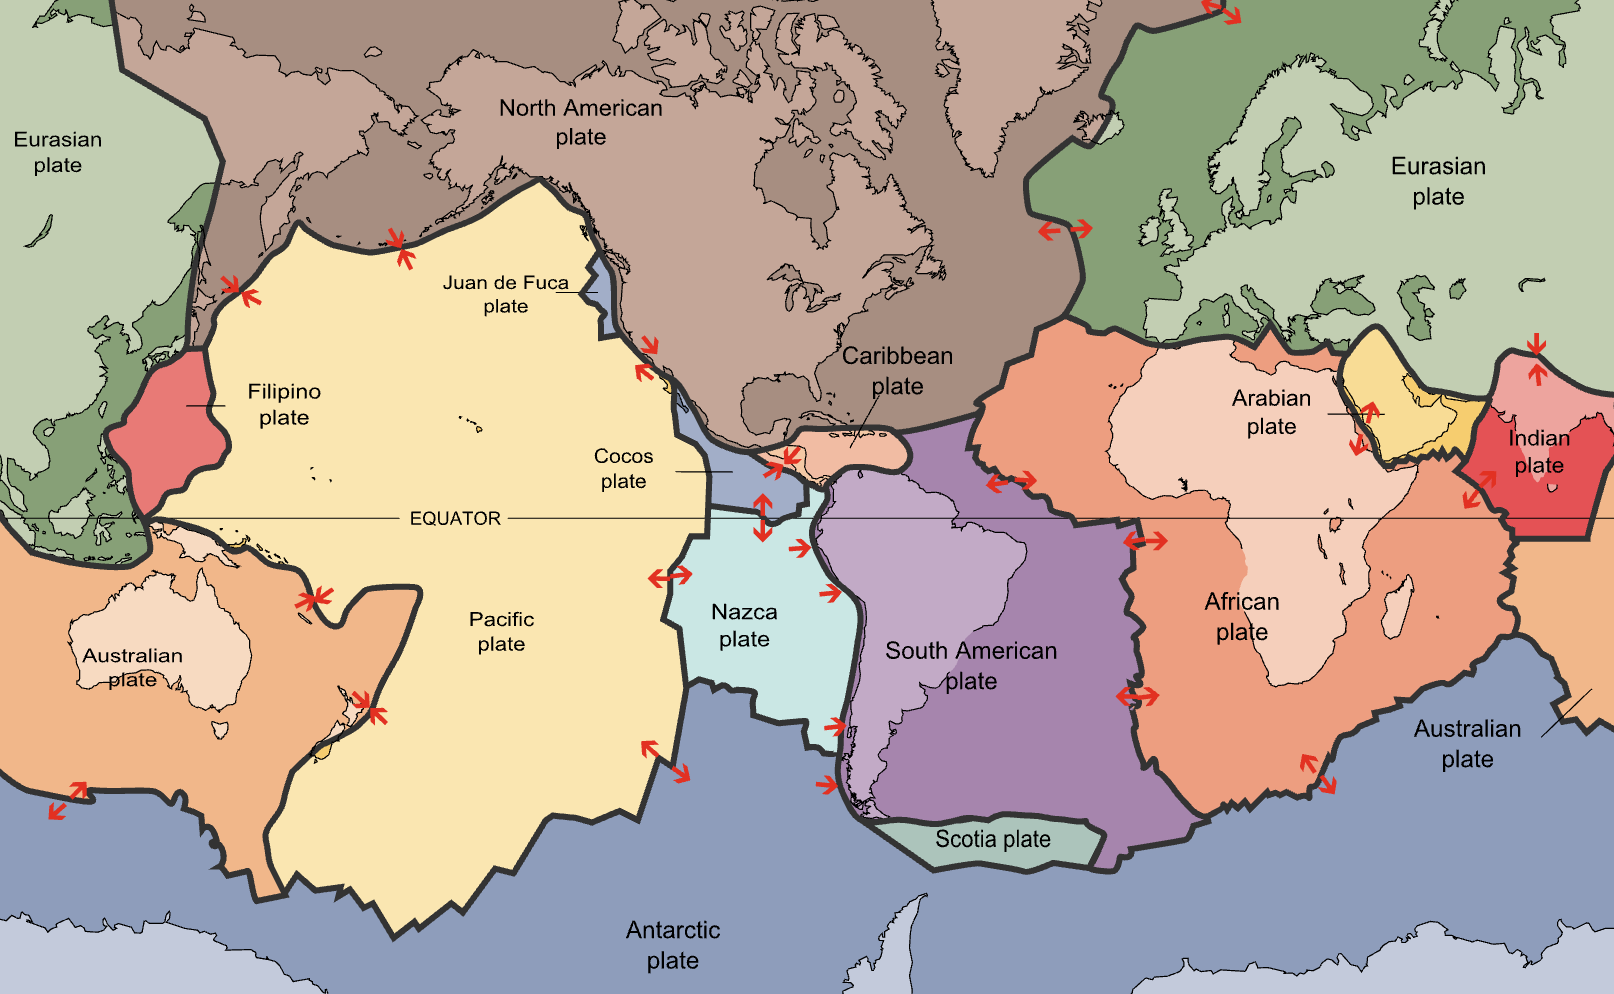 North American
plate
Eurasian
plate
Eurasian
plate
Juan de Fuca
plate
Caribbean
plate
Filipino
plate
Arabian
plate
Indian
plate
Cocos
plate
EQUATOR
Nazca
plate
African
plate
Pacific
plate
South American
plate
Australian
plate
Australian
plate
Scotia plate
Antarctic
plate